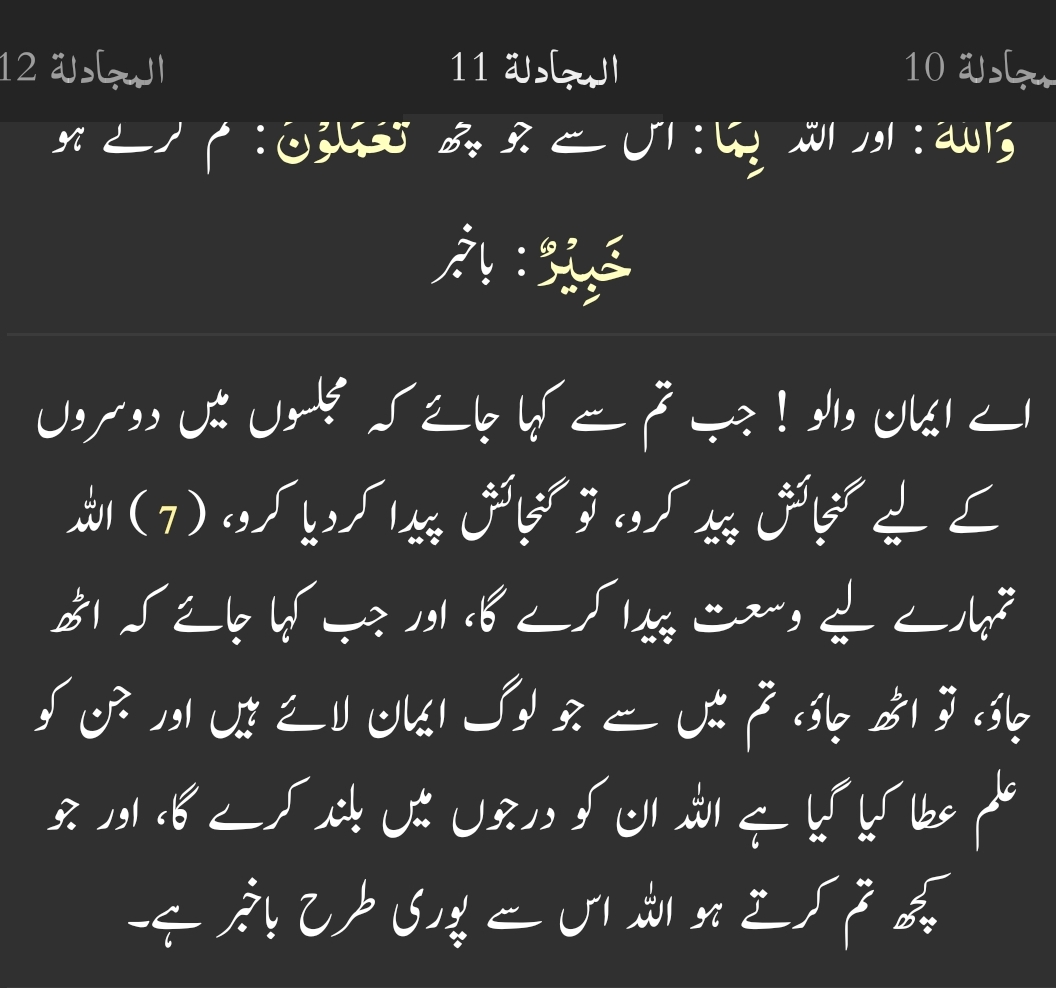 المجادلة 10 المجادلة 11 المجادلة 12
وَاللّٰهُ : اور اللہ بِمَا : اس سے جو کچھ تَعْمَلُوْنَ : تم کرتے ہو
خَبِيْرٌ : باخبر
اے ایمان والو ! جب تم سے کہا جائے کہ مجلسوں میں دوسروں
کے لیے گنجائش پید کرو، تو گنجائش پیدا کردیا کرو، (7) اللہ
تمہارے لیے وسعت پیدا کرے گا، اور جب کہا جائے کہ اٹھ
جاؤ، تو اٹھ جاؤ، تم میں سے جو لوگ ایمان لائے ہیں اور جن کو
علم عطا کیا گیا ہے اللہ ان کو درجوں میں بلند کرے گا، اور جو
کچھ تم کرتے ہو اللہ اس سے پوری طرح باخبر ہے۔